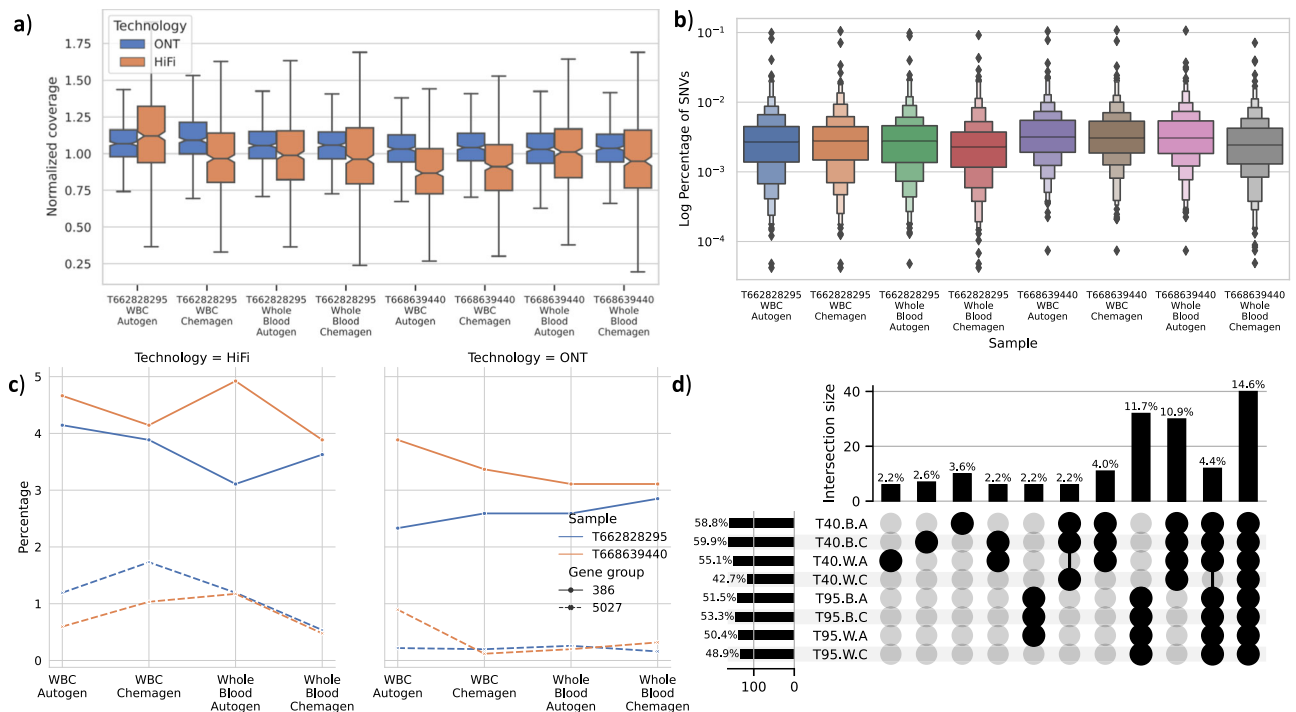 a)
Technology
ONT
HiFi
Normalized coverage
1.75
1.50
1.25
1.00
0.75
0.50
0.25
T662828295
WBC
Autogen
T662828295
WBC
Chemagen
T662828295
Whole
Blood
Autogen
T662828295
Whole
Blood
Chemagen
T668639440
WBC
Autogen
T668639440
WBC
Chemagen
T668639440
Whole
Blood
Autogen
T668639440
Whole
Blood
Chemagen
b)
Log Percentage of SNVs
10⁻¹
10⁻²
10⁻³
10⁻⁴
T662828295
WBC
Autogen
T662828295
WBC
Chemagen
T662828295
Whole
Blood
Autogen
T662828295
Whole
Blood
Chemagen
T668639440
WBC
Autogen
T668639440
WBC
Chemagen
T668639440
Whole
Blood
Autogen
T668639440
Whole
Blood
Chemagen
Sample
c)
Technology = HiFi
Technology = ONT
Percentage
5
4
3
2
1
0
WBC
Autogen
WBC
Chemagen
Whole
Blood
Autogen
Whole
Blood
Chemagen
WBC
Autogen
WBC
Chemagen
Whole
Blood
Autogen
Whole
Blood
Chemagen
Sample
T662828295
T668639440
Gene group
386
5027
d)
Intersection size
40
20
0
2.2%
2.6%
3.6%
2.2%
2.2%
2.2%
4.0%
11.7%
10.9%
4.4%
14.6%
58.8% T40.B.A
59.9% T40.B.C
55.1% T40.W.A
42.7% T40.W.C
51.5% T95.B.A
53.3% T95.B.C
50.4% T95.W.A
48.9% T95.W.C
100 0